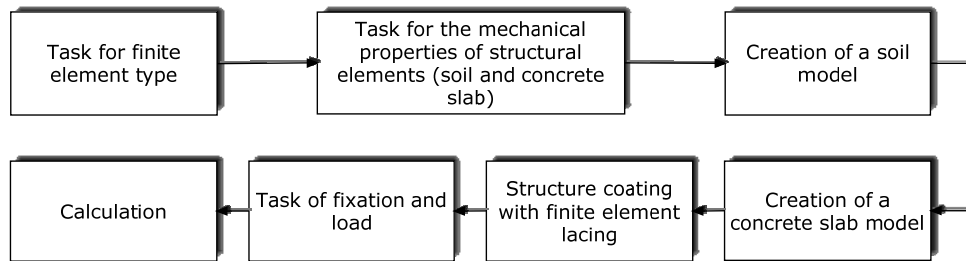 Task for finite
element type
Task for the mechanical
properties of structural
elements (soil and concrete
slab)
Creation of a soil
model
Calculation
Task of fixation and
load
Structure coating
with finite element
lacing
Creation of a
concrete slab model